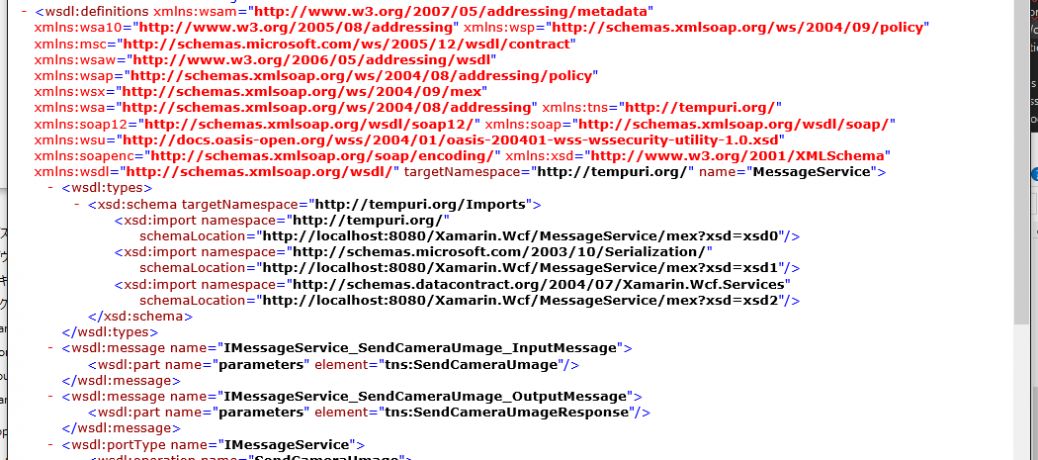 - <wsdl:definitions xmlns:wsam="http://www.w3.org/2007/05/addressing/metadata"
xmlns:wsa10="http://www.w3.org/2005/08/addressing" xmlns:wsp="http://schemas.xmlsoap.org/ws/2004/09/policy"
xmlns:msc="http://schemas.microsoft.com/ws/2005/12/wsdl/contract"
xmlns:wsaw="http://www.w3.org/2006/05/addressing/wsdl"
xmlns:wsap="http://schemas.xmlsoap.org/ws/2004/08/addressing/policy"
xmlns:wsx="http://schemas.xmlsoap.org/ws/2004/09/mex"
xmlns:wsa="http://schemas.xmlsoap.org/ws/2004/08/addressing" xmlns:tns="http://tempuri.org/"
xmlns:soap12="http://schemas.xmlsoap.org/wsdl/soap12/" xmlns:soap="http://schemas.xmlsoap.org/wsdl/soap/"
xmlns:wsu="http://docs.oasis-open.org/wss/2004/01/oasis-200401-wss-wssecurity-utility-1.0.xsd"
xmlns:soapenc="http://schemas.xmlsoap.org/soap/encoding/" xmlns:xsd="http://www.w3.org/2001/XMLSchema"
xmlns:wsdl="http://schemas.xmlsoap.org/wsdl/" targetNamespace="http://tempuri.org/" name="MessageService">
- <wsdl:types>
- <xsd:schema targetNamespace="http://tempuri.org/Imports">
<xsd:import namespace="http://tempuri.org/"
schemaLocation="http://localhost:8080/Xamarin.Wcf/MessageService/mex?xsd=xsd0"/>
<xsd:import namespace="http://schemas.microsoft.com/2003/10/Serialization/"
schemaLocation="http://localhost:8080/Xamarin.Wcf/MessageService/mex?xsd=xsd1"/>
<xsd:import namespace="http://schemas.datacontract.org/2004/07/Xamarin.Wcf.Services"
schemaLocation="http://localhost:8080/Xamarin.Wcf/MessageService/mex?xsd=xsd2"/>
</xsd:schema>
</wsdl:types>
- <wsdl:message name="IMessageService_SendCameraUmage_InputMessage">
<wsdl:part name="parameters" element="tns:SendCameraUmage"/>
</wsdl:message>
- <wsdl:message name="IMessageService_SendCameraUmage_OutputMessage">
<wsdl:part name="parameters" element="tns:SendCameraUmageResponse"/>
</wsdl:message>
- <wsdl:portType name="IMessageService">
<wsdl:operation name="SendCameraUmage">